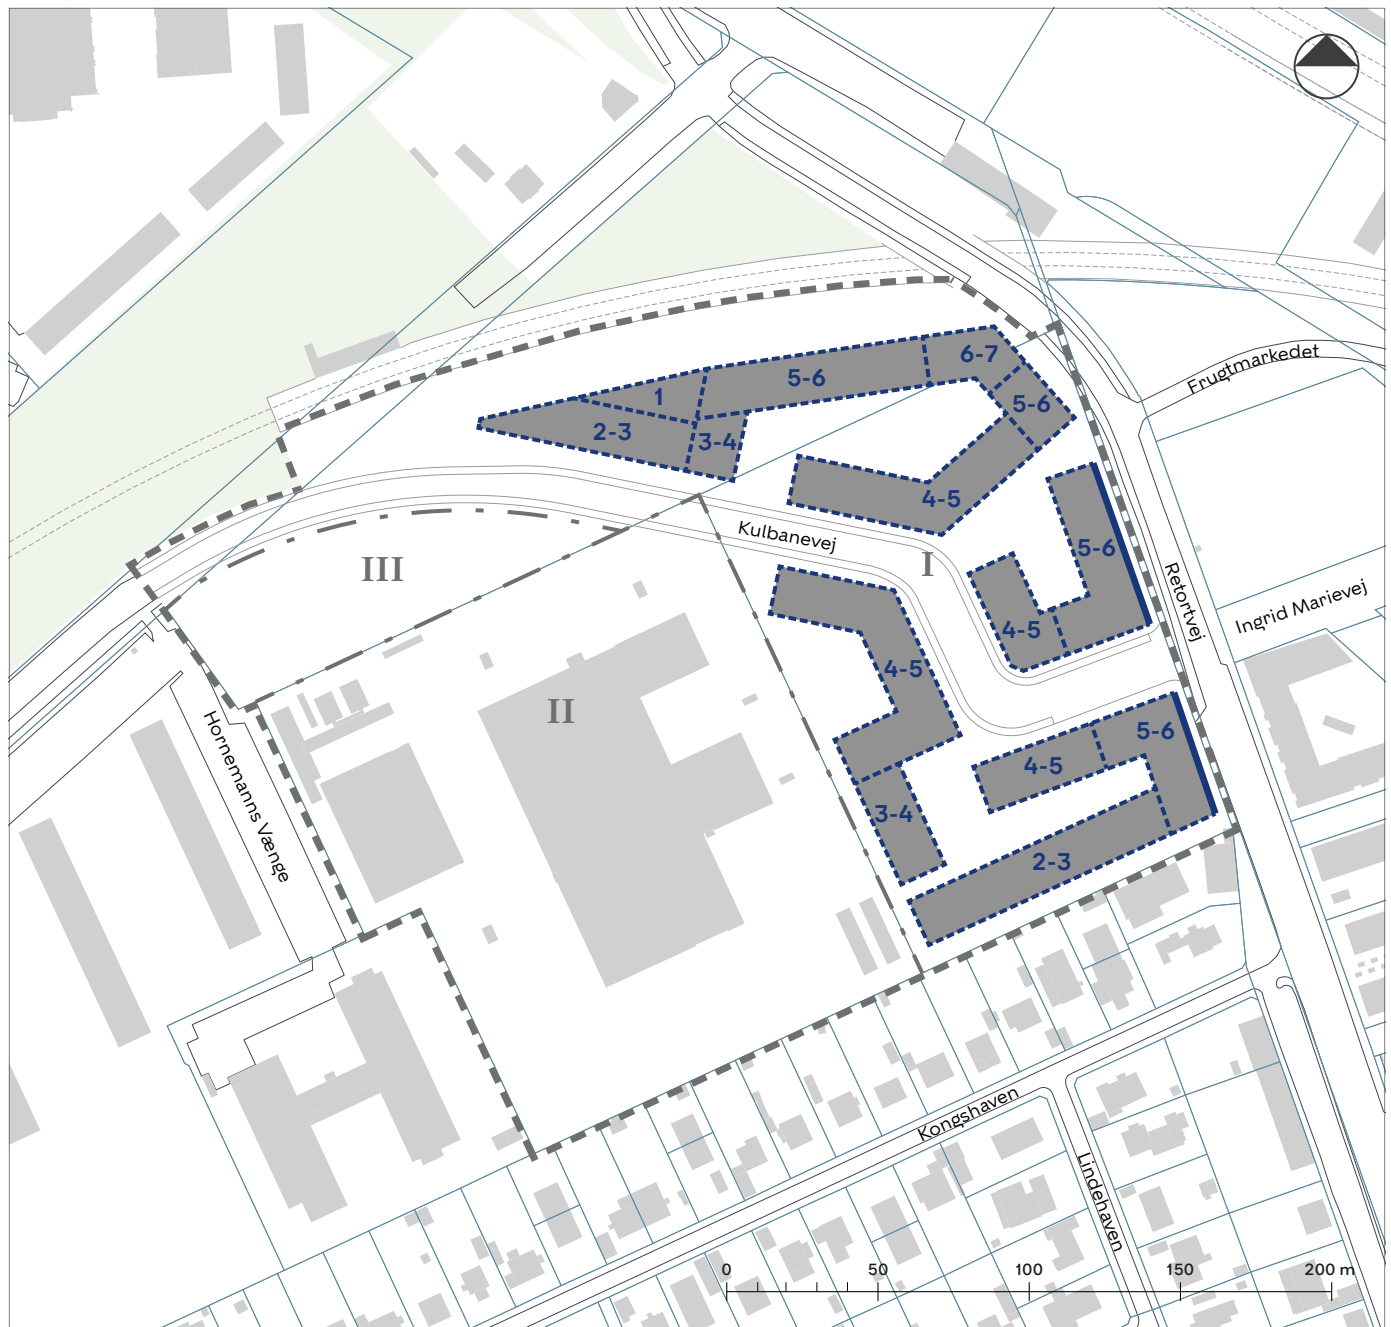 Frugtmarkedet
6-7
5-6
1
5-6
2-3
3-4
4-5
Kulbanevej
I
III
5-6
Retortvej
Ingrid Marievej
4-5
4-5
II
5-6
Hornemanns Vænge
4-5
3-4
2-3
Kongshaven
Lindehaven
0 50 100 150 200 m